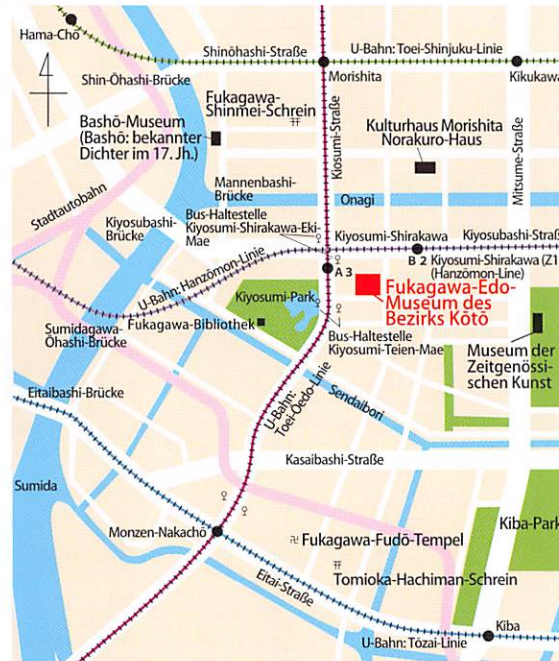 Hama-Chō
Shinōhashi-Straße
U-Bahn: Toei-Shinjuku-Linie
Shin-Ōhashi-Brücke
Morishita
Kikukawa
Fukagawa-
Shinmei-Schrein
Bashō-Museum
(Bashō: bekannter
Dichter im 17. Jh.)
Kiosumi-Straße
Kulturhaus Morishita
Norakuro-Haus
Mitsume-Straße
Stadtautobahn
Mannenbashi-
Brücke
Onagi
Kiyosubashi-
Brücke
Bus-Haltestelle
Kiyosumi-Shirakawa-Eki-
Mae
Kiyosumi-Shirakawa
Kiyosubashi-Straß
U-Bahn: Hanzōmon-Linie
A 3
B 2 Kiyosumi-Shirakawa (Z1
(Hanzōmon-Line)
Kiyosumi-Park
Fukagawa-Edo-
Museum des
Bezirks Kōtō
Sumidagawa-
Ōhashi-Brücke
Fukagawa-Bibliothek
Bus-Haltestelle
Kiyosumi-Teien-Mae
Museum der
Zeitgenössi-
schen Kunst
Eitaibashi-Brücke
U-Bahn:
Toei-Oedo-Linie
Sendaibori
Kasaibashi-Straße
Sumida
Monzen-Nakachō
Kiba-Park
卍 Fukagawa-Fudō-Tempel
Tomioka-Hachiman-Schrein
Eitai-Straße
Kiba
U-Bahn: Tōzai-Linie